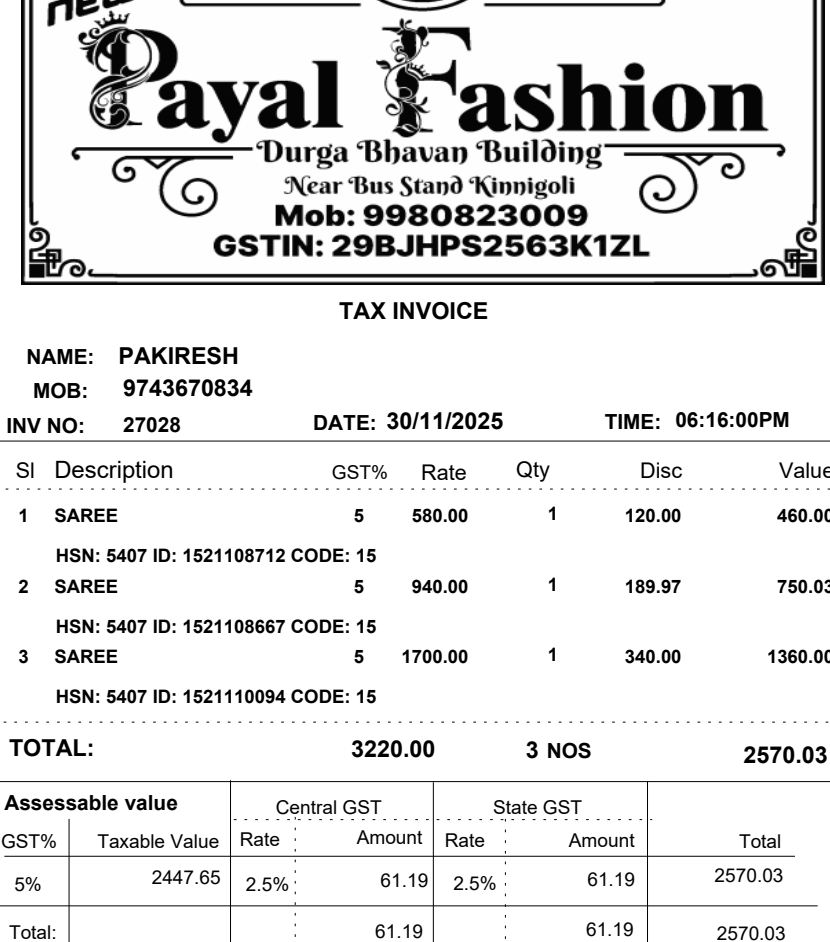 new
Payal Fashion
Durga Bhavan Building
Near Bus Stand Kinnigoli
Mob: 9980823009
GSTIN: 29BJHPS2563K1ZL
TAX INVOICE
NAME: PAKIRESH
MOB: 9743670834
INV NO: 27028 DATE: 30/11/2025 TIME: 06:16:00PM
Sl Description GST% Rate Qty Disc Value
1 SAREE 5 580.00 1 120.00 460.00
HSN: 5407 ID: 1521108712 CODE: 15
2 SAREE 5 940.00 1 189.97 750.03
HSN: 5407 ID: 1521108667 CODE: 15
3 SAREE 5 1700.00 1 340.00 1360.00
HSN: 5407 ID: 1521110094 CODE: 15
TOTAL: 3220.00 3 NOS 2570.03
Assessable value Central GST State GST
GST% Taxable Value Rate Amount Rate Amount Total
5% 2447.65 2.5% 61.19 2.5% 61.19 2570.03
Total: 61.19 61.19 2570.03